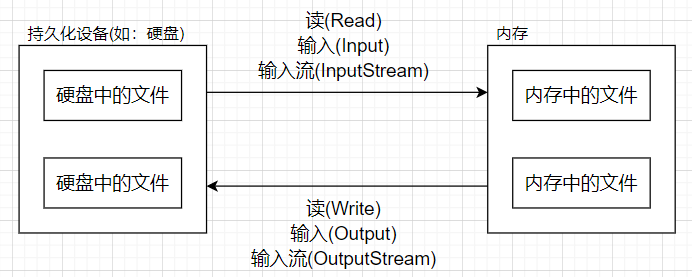 持久化设备(如：硬盘)
硬盘中的文件
硬盘中的文件
读(Read)
输入(Input)
输入流(InputStream)
读(Write)
输入(Output)
输入流(OutputStream)
内存
内存中的文件
内存中的文件